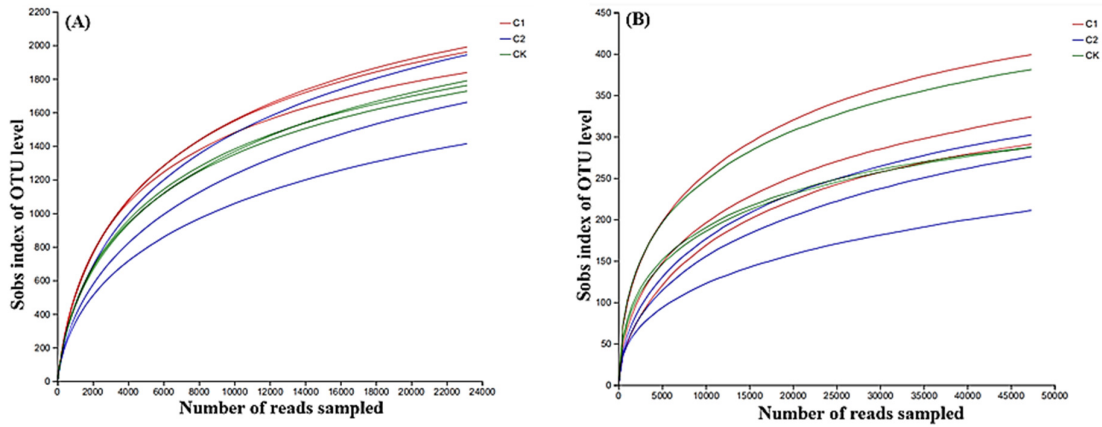 (A)
C1
C2
CK
2200
2000
1800
1600
1400
1200
1000
800
600
400
200
0
Sobs index of OTU level
0 2000 4000 6000 8000 10000 12000 14000 16000 18000 20000 22000 24000
Number of reads sampled
(B)
C1
C2
CK
450
400
350
300
250
200
150
100
50
0
Sobs index of OTU level
0 5000 10000 15000 20000 25000 30000 35000 40000 45000 50000
Number of reads sampled